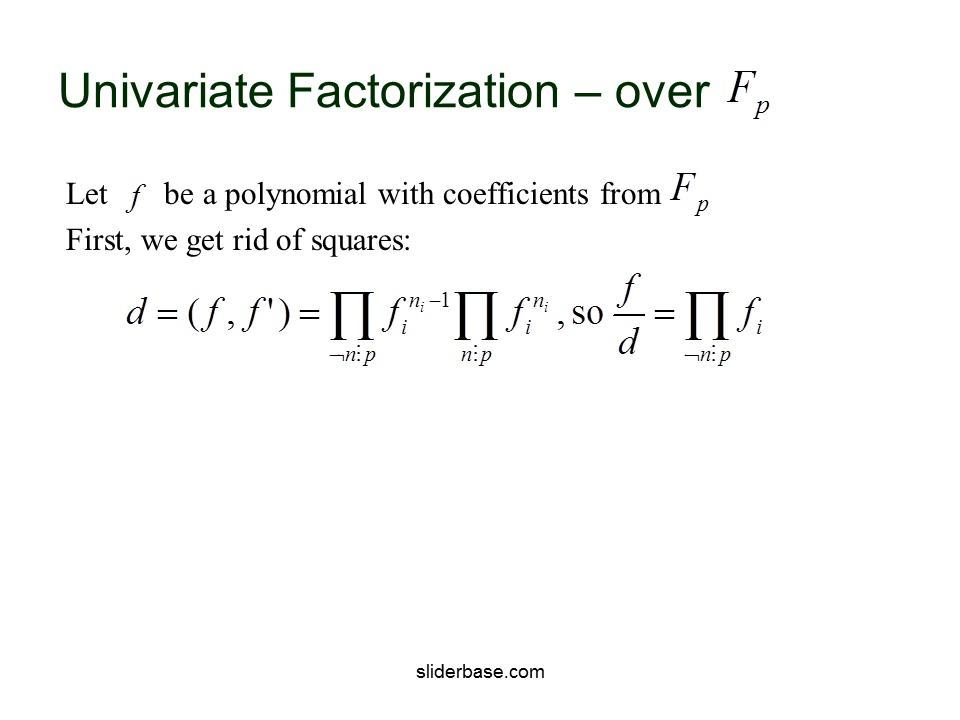 Univariate Factorization – over F_p
Let f be a polynomial with coefficients from F_p
First, we get rid of squares:
d = (f, f') = ∏_{¬n⋮p} f_i^{n_i−1} ∏_{n⋮p} f_i^{n_i}, so f/d = ∏_{¬n⋮p} f_i
sliderbase.com